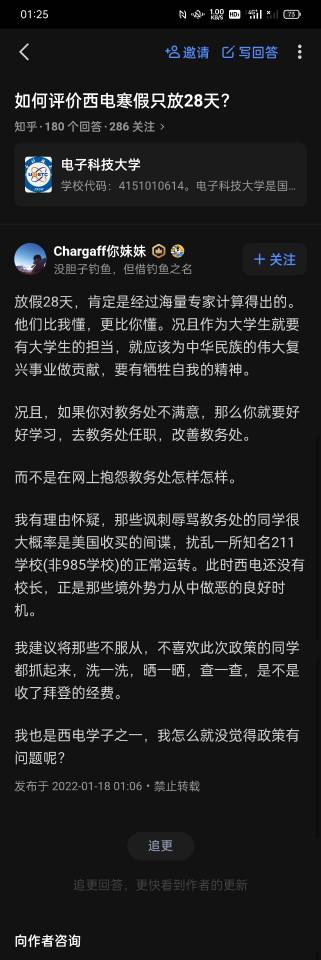 01:25
1.00
KB/S
HD
4G
73
邀请
写回答
如何评价西电寒假只放28天？
知乎·180 个回答·286 关注 >
电子科技大学
学校代码：4151010614。电子科技大学是国...
Chargaff你妹妹
没胆子钓鱼，但借钓鱼之名
+ 关注
放假28天，肯定是经过海量专家计算得出的。
他们比我懂，更比你懂。况且作为大学生就要
有大学生的担当，就应该为中华民族的伟大复
兴事业做贡献，要有牺牲自我的精神。
况且，如果你对教务处不满意，那么你就要好
好学习，去教务处任职，改善教务处。
而不是在网上抱怨教务处怎样怎样。
我有理由怀疑，那些讽刺辱骂教务处的同学很
大概率是美国收买的间谍，扰乱一所知名211
学校(非985学校)的正常运转。此时西电还没有
校长，正是那些境外势力从中做恶的良好时
机。
我建议将那些不服从，不喜欢此次政策的同学
都抓起来，洗一洗，晒一晒，查一查，是不是
收了拜登的经费。
我也是西电学子之一，我怎么就没觉得政策有
问题呢？
发布于 2022-01-18 01:06・禁止转载
追更
追更回答，更快看到作者的更新
向作者咨询